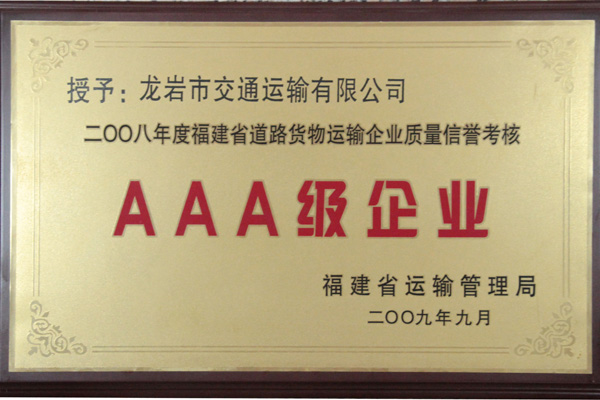 授予：龙岩市交通运输有限公司
二〇〇八年度福建省道路货物运输企业质量信誉考核
AAA级企业
福建省运输管理局
二〇〇九年九月